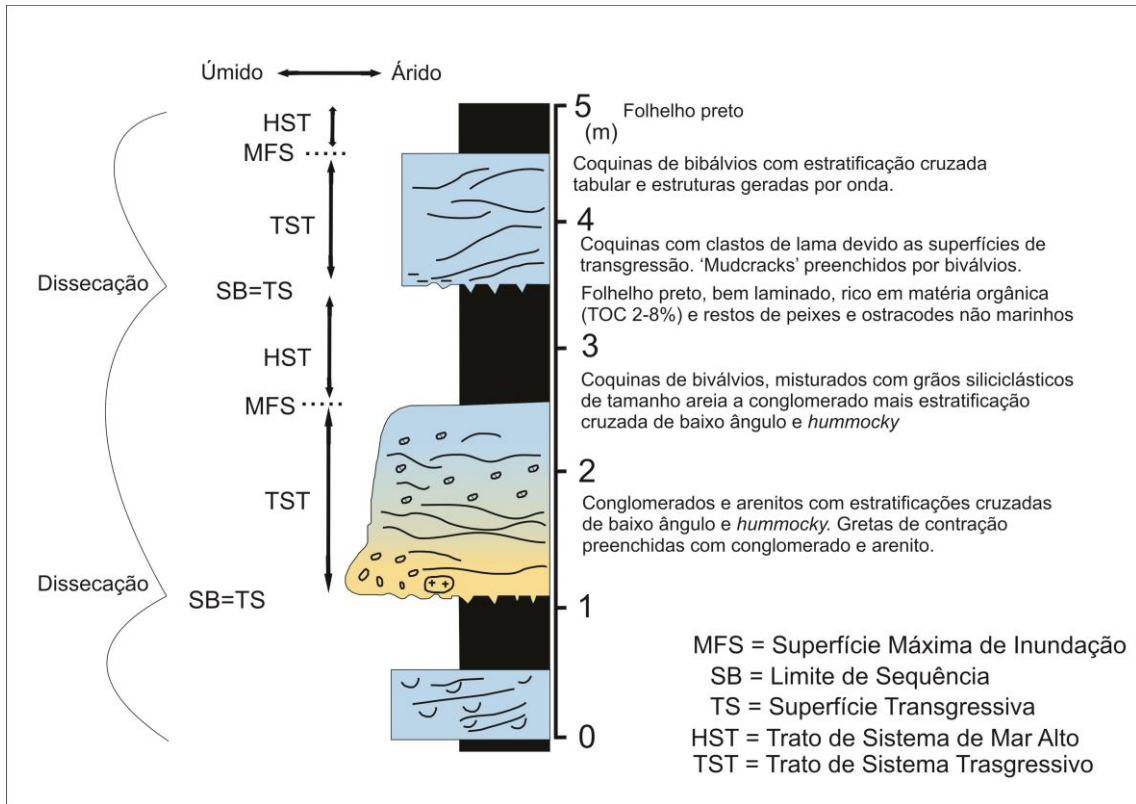 Úmido Árido
HST
MFS
TST
Dissecação
SB=TS
HST
MFS
TST
Dissecação
SB=TS
5
(m)
4
3
2
1
0
Folhelho preto
Coquinas de bibálvios com estratificação cruzada
tabular e estruturas geradas por onda.
Coquinas com clastos de lama devido as superfícies de
transgressão. ‘Mudcracks’ preenchidos por biválvios.
Folhelho preto, bem laminado, rico em matéria orgânica
(TOC 2-8%) e restos de peixes e ostracodes não marinhos
Coquinas de biválvios, misturados com grãos siliciclásticos
de tamanho areia a conglomerado mais estratificação
cruzada de baixo ângulo e hummocky
Conglomerados e arenitos com estratificações cruzadas
de baixo ângulo e hummocky. Gretas de contração
preenchidas com conglomerado e arenito.
MFS = Superfície Máxima de Inundação
SB = Limite de Sequência
TS = Superfície Transgressiva
HST = Trato de Sistema de Mar Alto
TST = Trato de Sistema Trasgressivo